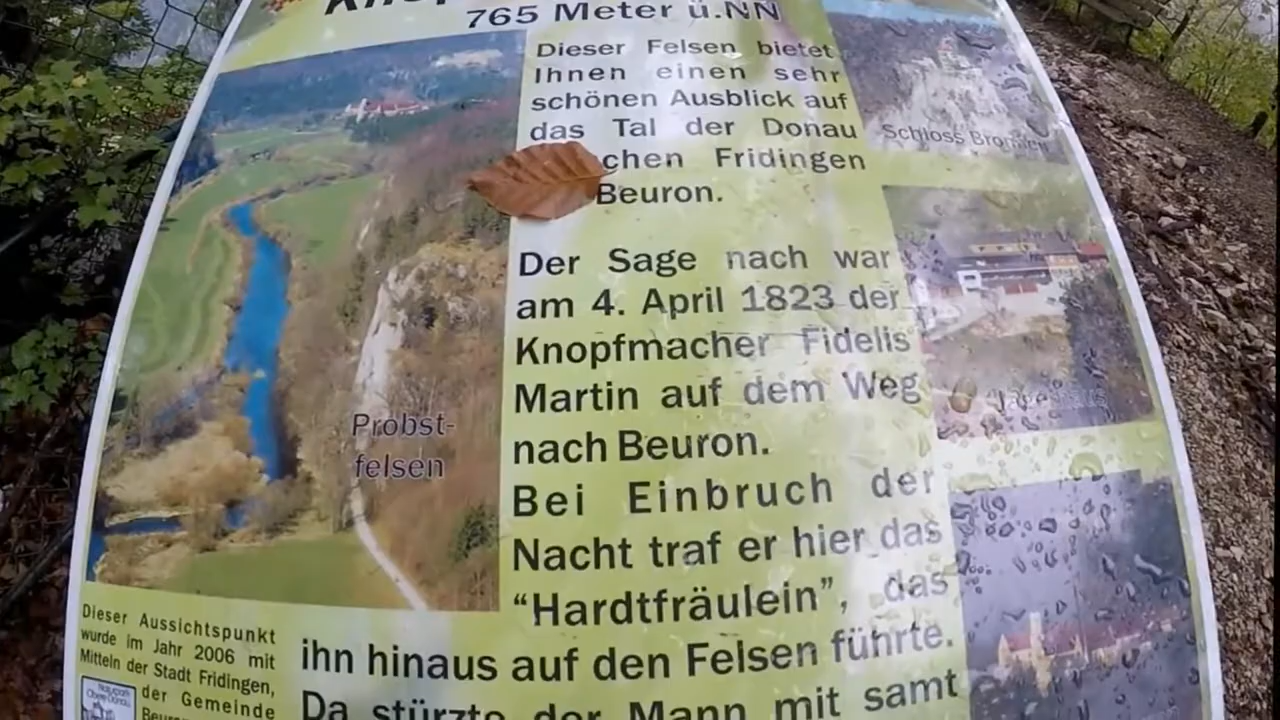 765 Meter ü.NN
Dieser Felsen bietet
Ihnen einen sehr
schönen Ausblick auf
das Tal der Donau
chen Fridingen
Beuron.
Der Sage nach war
am 4. April 1823 der
Knopfmacher Fidelis
Martin auf dem Weg
nach Beuron.
Bei Einbruch der
Nacht traf er hier das
“Hardtfräulein”, das
ihn hinaus auf den Felsen führte.
Da stürzte der Mann mit samt
Probst-
felsen
Schloss Bronnen
Dieser Aussichtspunkt
wurde im Jahr 2006 mit
Mitteln der Stadt Fridingen,
der Gemeinde
Naturpark
Obere Donau